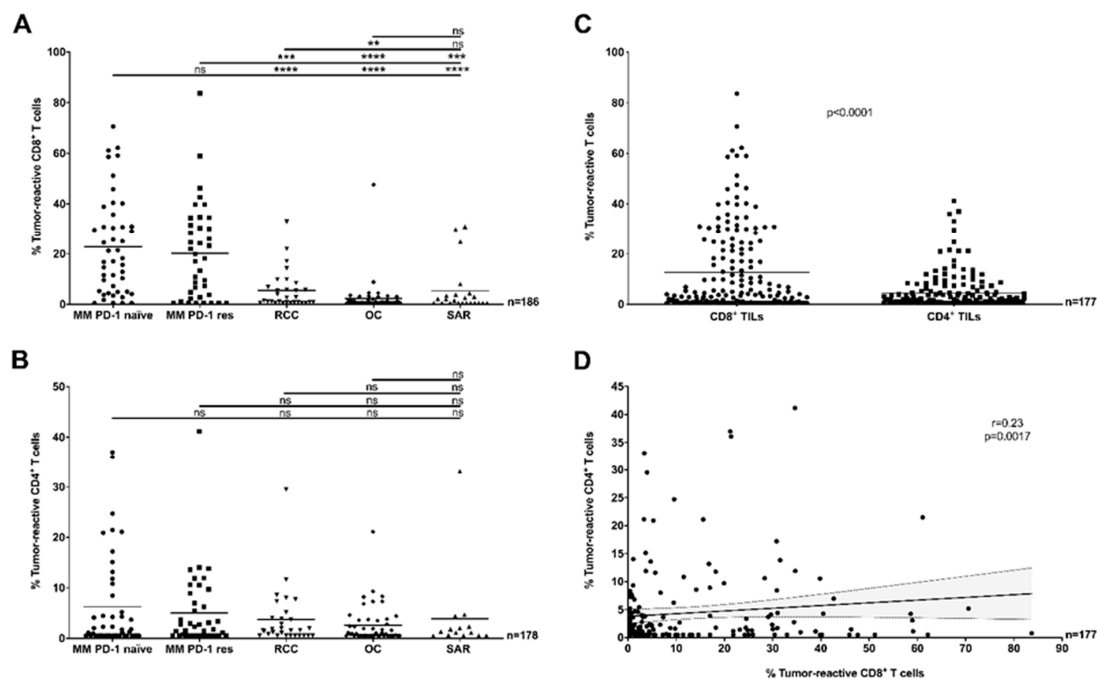 A
ns
** ns
*** **** ***
ns **** **** ****
100
80
60
40
20
0
% Tumor-reactive CD8+ T cells
MM PD-1 naïve MM PD-1 res RCC OC SAR
n=186
B
ns
ns ns
ns ns ns
ns ns ns ns
50
40
30
20
10
0
% Tumor-reactive CD4+ T cells
MM PD-1 naïve MM PD-1 res RCC OC SAR
n=178
C
100
80
60
40
20
0
% Tumor-reactive T cells
p<0.0001
CD8+ TILs CD4+ TILs
n=177
D
45
40
35
30
25
20
15
10
5
0
% Tumor-reactive CD4+ T cells
r=0.23
p=0.0017
n=177
0 10 20 30 40 50 60 70 80 90
% Tumor-reactive CD8+ T cells